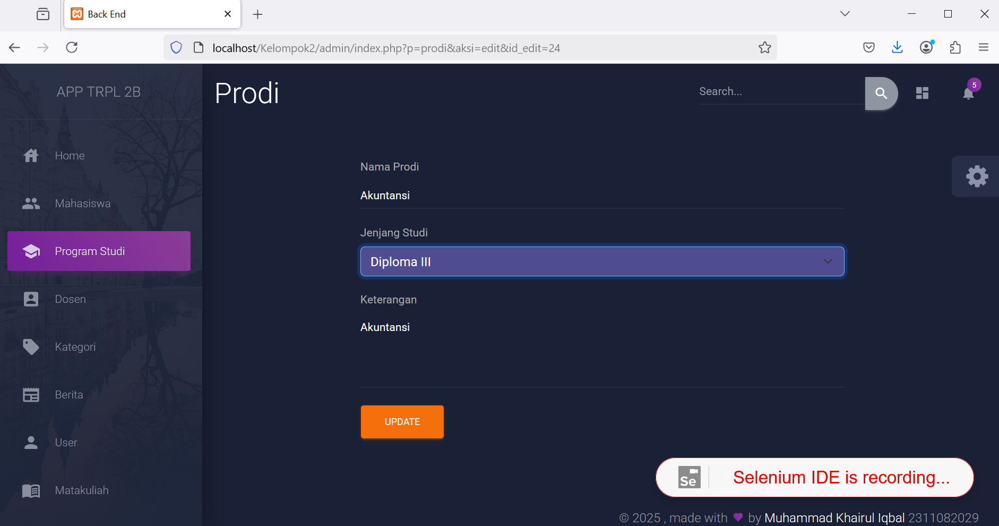 Back End
localhost/Kelompok2/admin/index.php?p=prodi&aksi=edit&id_edit=24
APP TRPL 2B
Prodi
Search...
5
Home
Mahasiswa
Program Studi
Dosen
Kategori
Berita
User
Matakuliah
Nama Prodi
Akuntansi
Jenjang Studi
Diploma III
Keterangan
Akuntansi
UPDATE
Se
Selenium IDE is recording...
© 2025 , made with by Muhammad Khairul Iqbal 2311082029